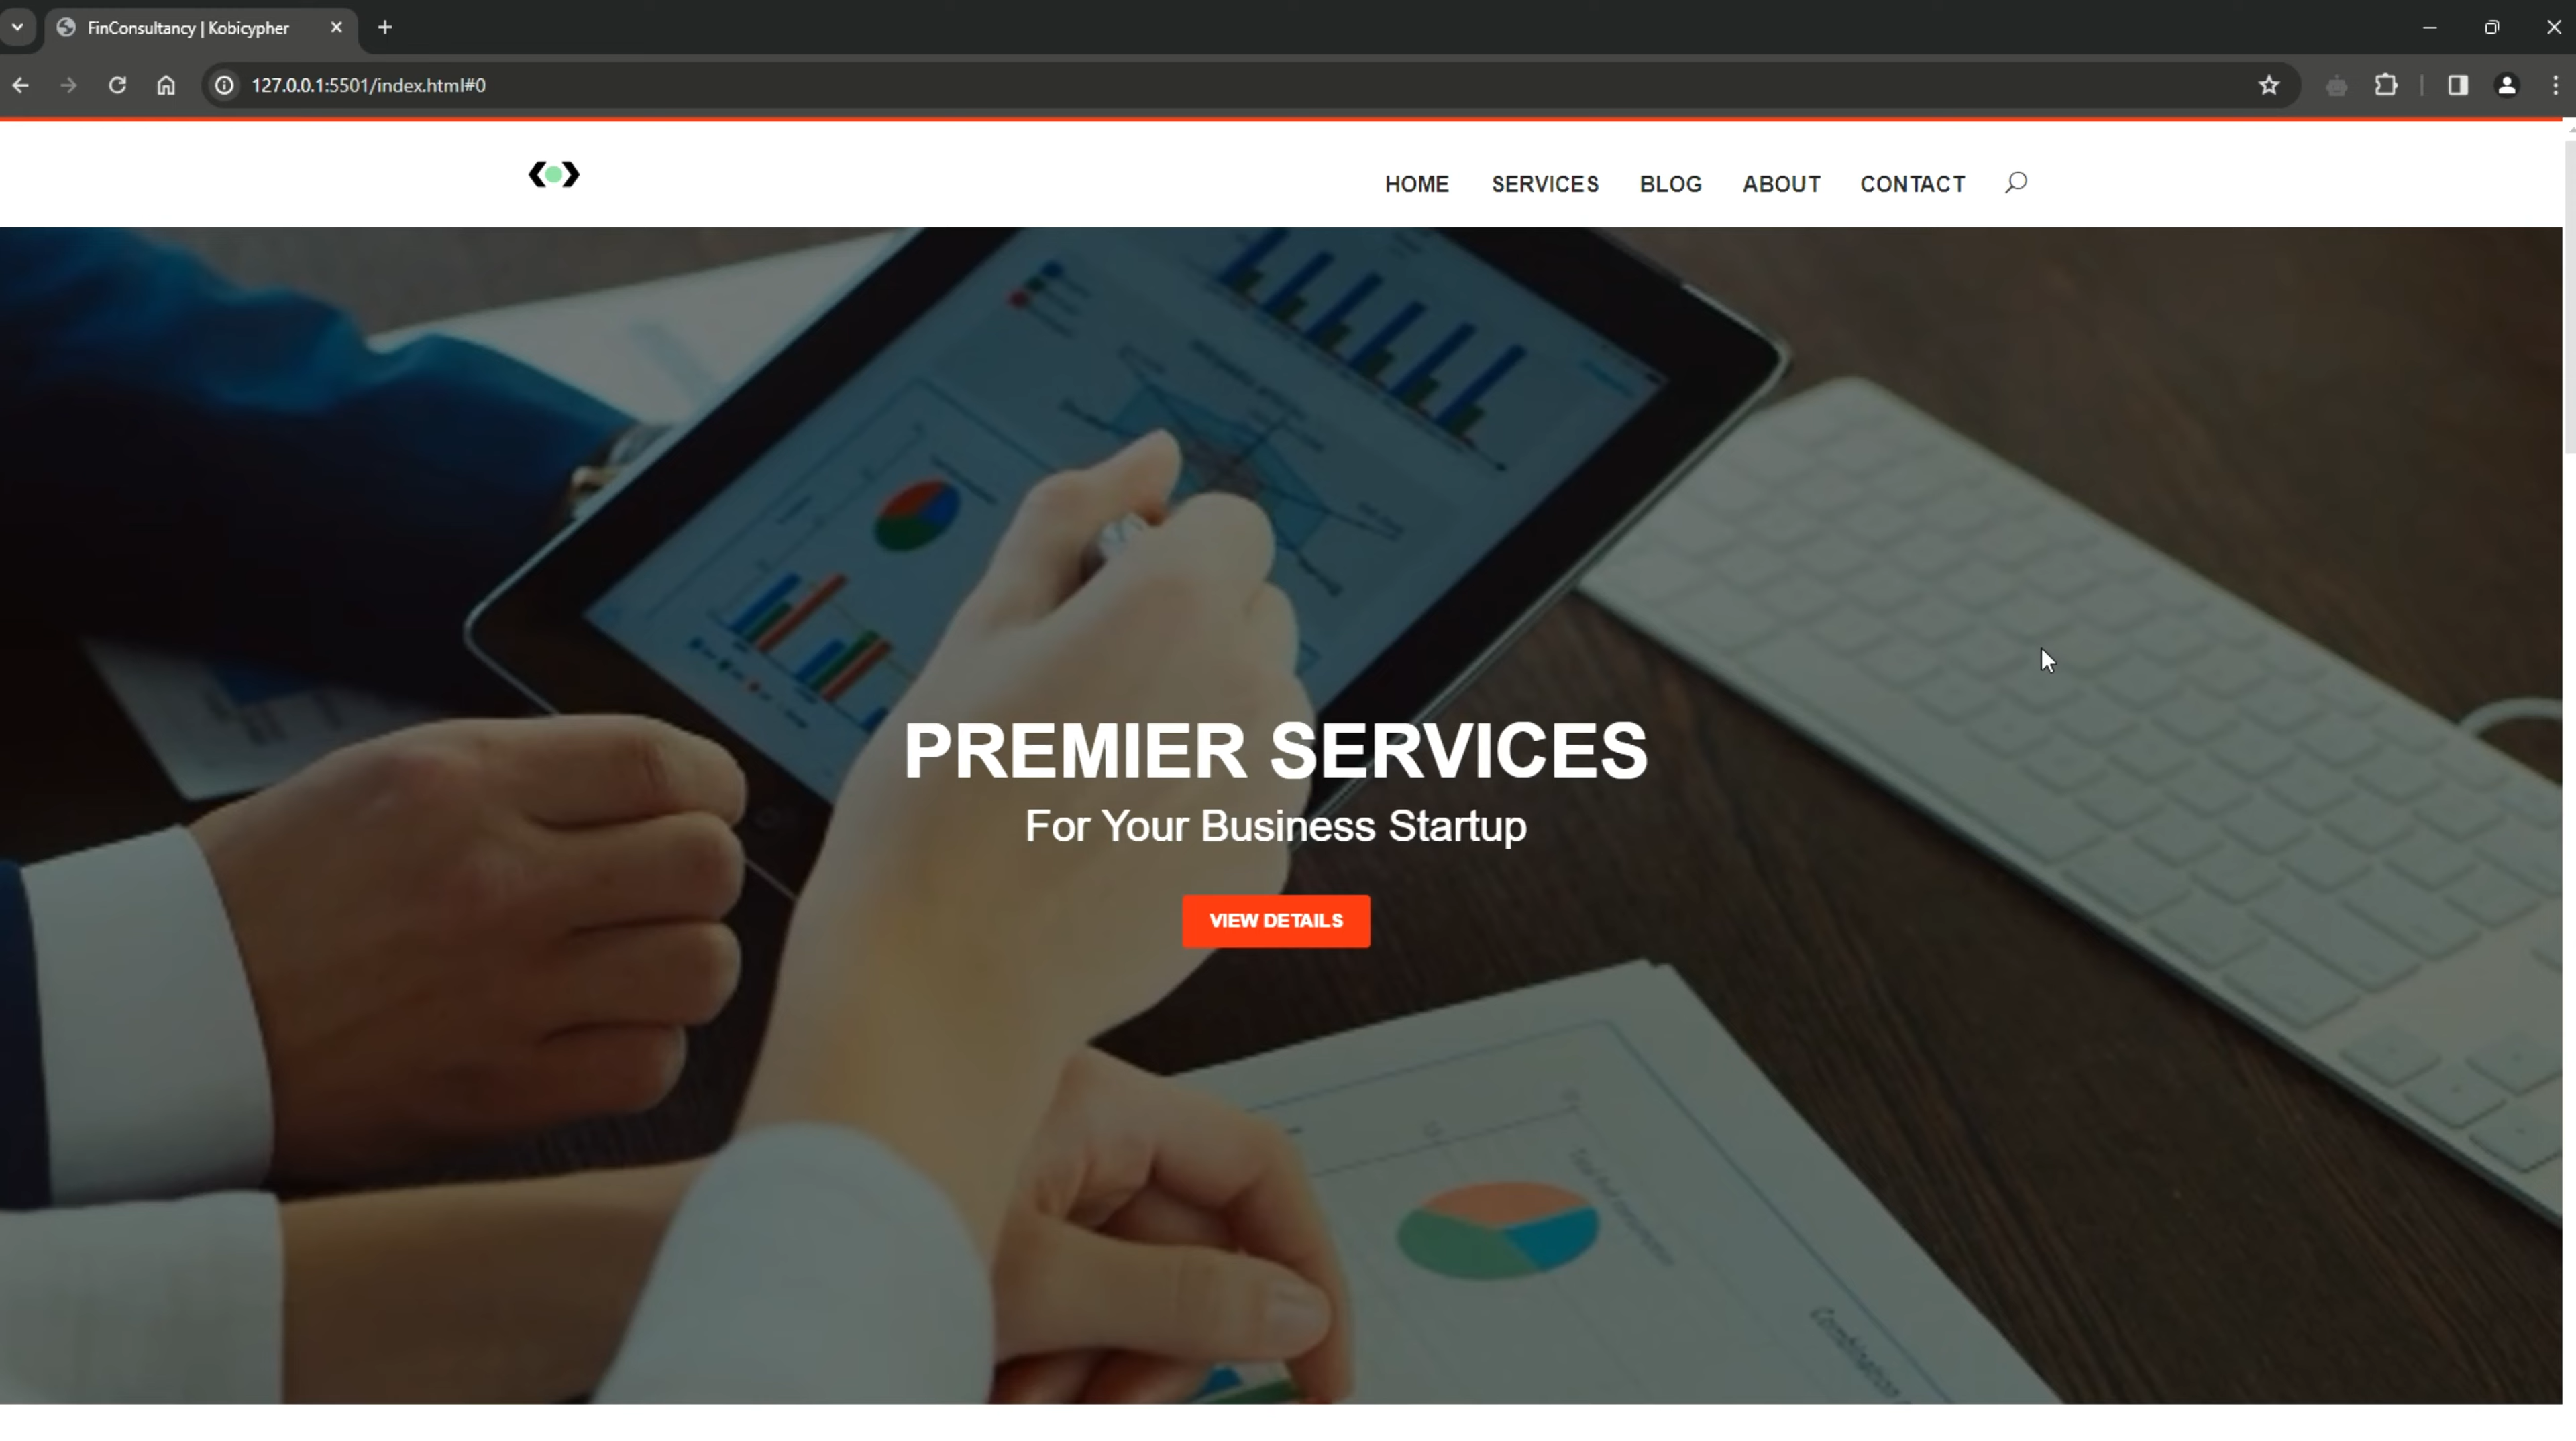 FinConsultancy | Kobicypher
127.0.0.1:5501/index.html#0
HOME SERVICES BLOG ABOUT CONTACT
PREMIER SERVICES
For Your Business Startup
VIEW DETAILS
Combination